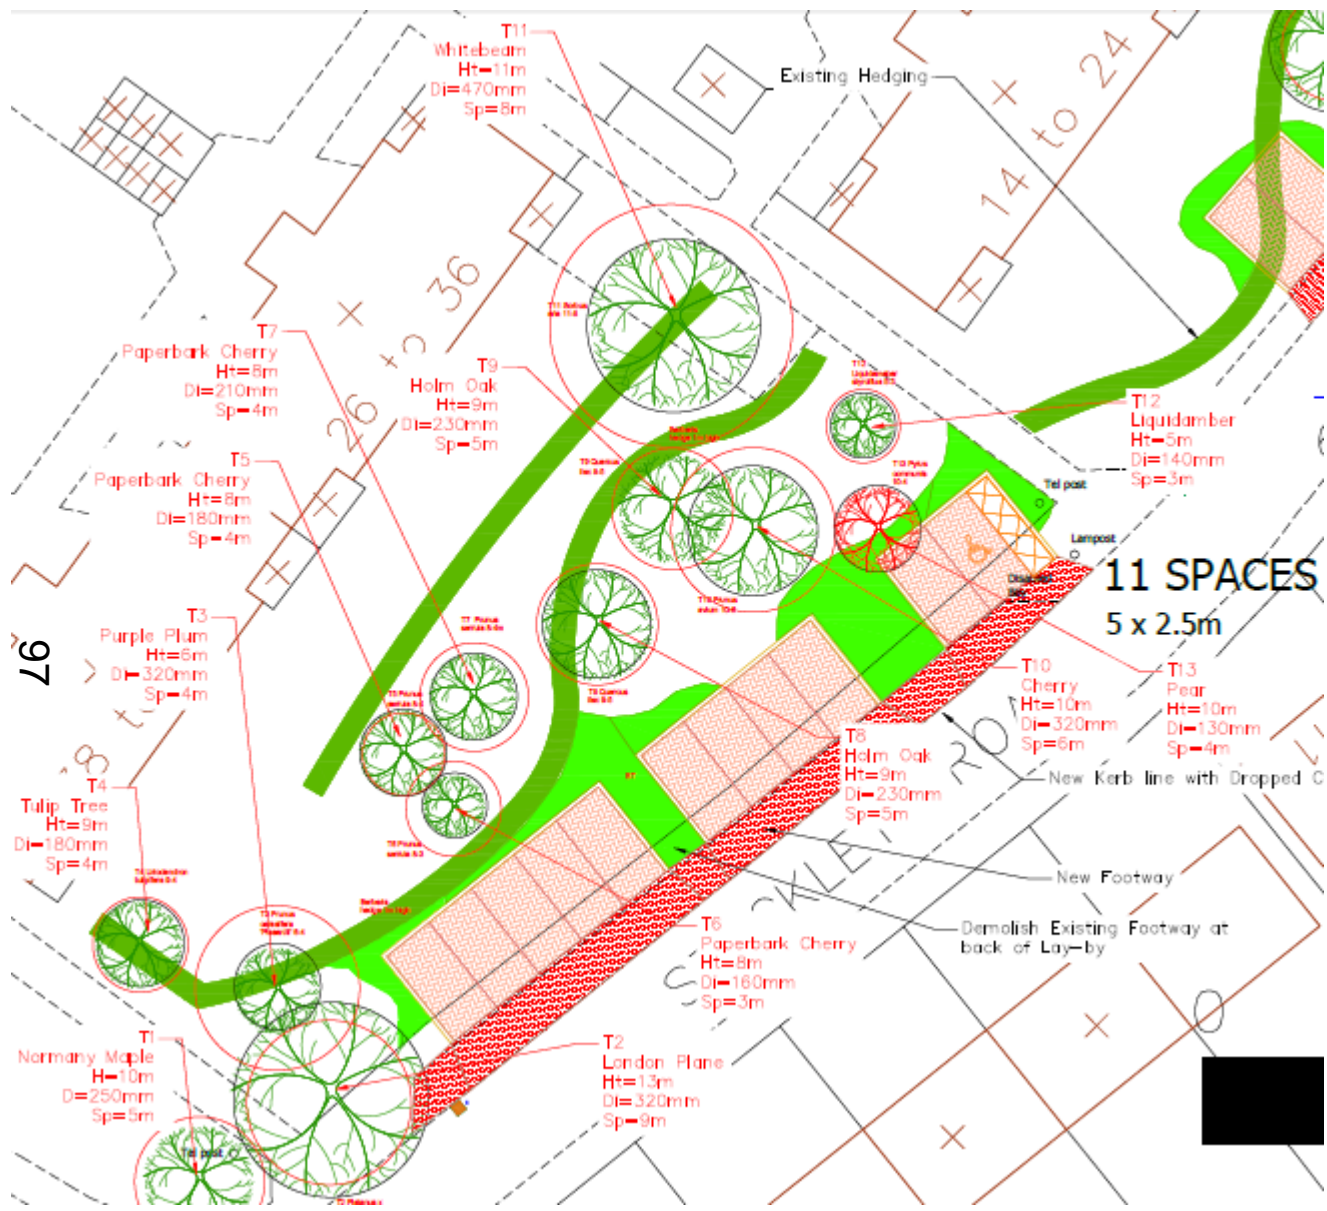 T11
Whitebeam
Ht-11m
Di=470mm
Sp=8m
Existing Hedging
14 to 24
26 to 36
T7
Paperbark Cherry
Ht=8m
Di=210mm
Sp-4m
T9
Holm Oak
Ht=9m
Di=230mm
Sp-5m
T12
Liquidamber
Ht-5m
Di=140mm
Sp=3m
T5
Paperbark Cherry
Ht=8m
Di=180mm
Sp-4m
Tel post
Lampost
11 SPACES
5 x 2.5m
T3
Purple Plum
Ht=6m
Di-320mm
Sp-4m
97
T10
Cherry
Ht=10m
Di-320mm
Sp=6m
T13
Pear
Ht=10m
Di-130mm
Sp-4m
T8
Holm Oak
Ht=9m
Di-230mm
Sp=5m
New Kerb line with Dropped C
T4
Tulip Tree
Ht=9m
Di-180mm
Sp=4m
New Footway
Demolish Existing Footway at
back of Lay-by
T6
Paperbark Cherry
Ht=8m
Di-160mm
Sp=3m
T1
Normany Maple
H-10m
D=250mm
Sp=5m
T2
London Plane
Ht=13m
Di=320mm
Sp-9m
Tel post